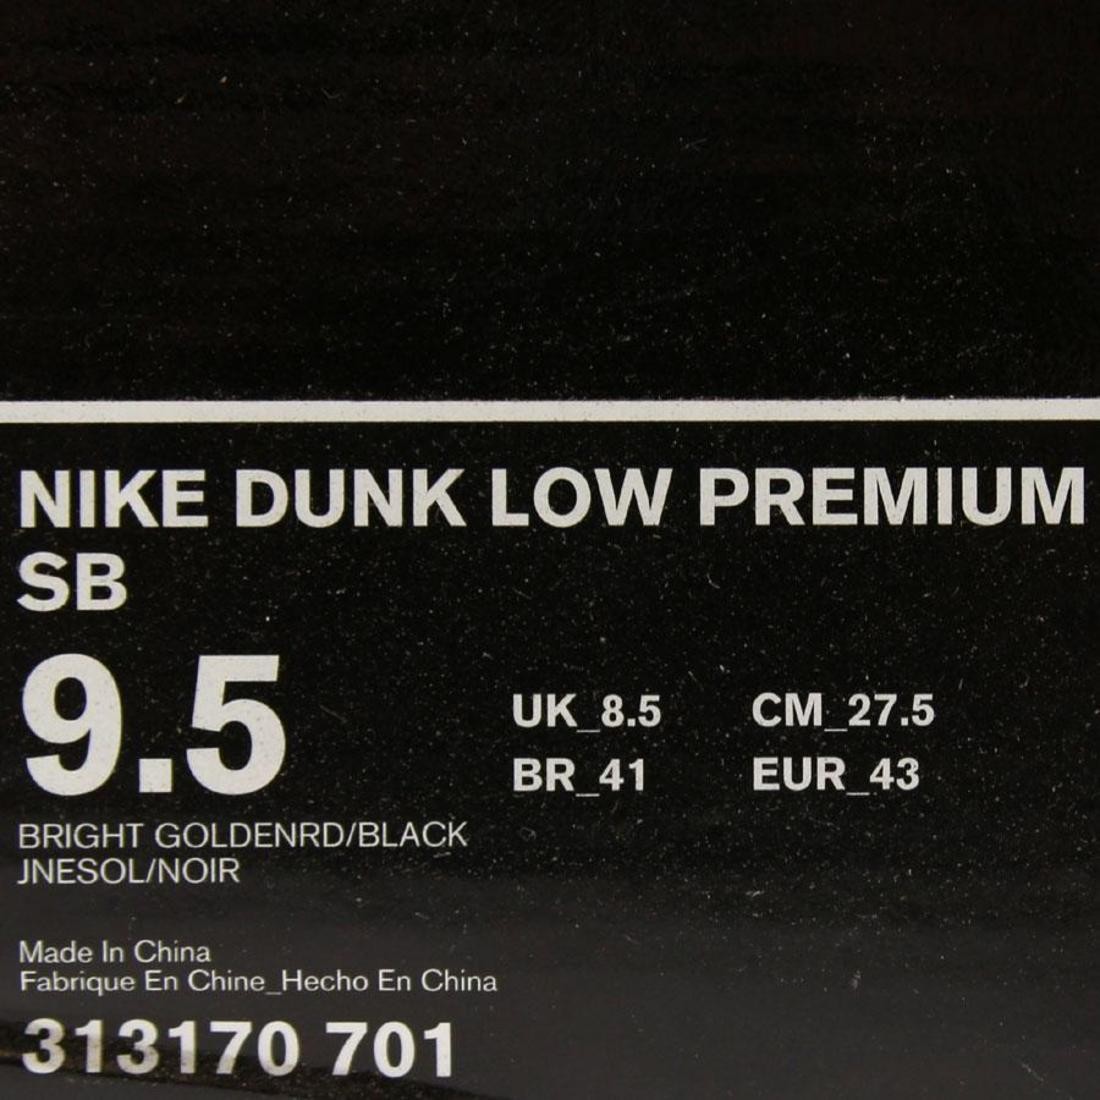 NIKE DUNK LOW PREMIUM
SB
9.5
UK_8.5 CM_27.5
BR_41 EUR_43
BRIGHT GOLDENRD/BLACK
JNESOL/NOIR
Made In China
Fabrique En Chine_Hecho En China
313170 701